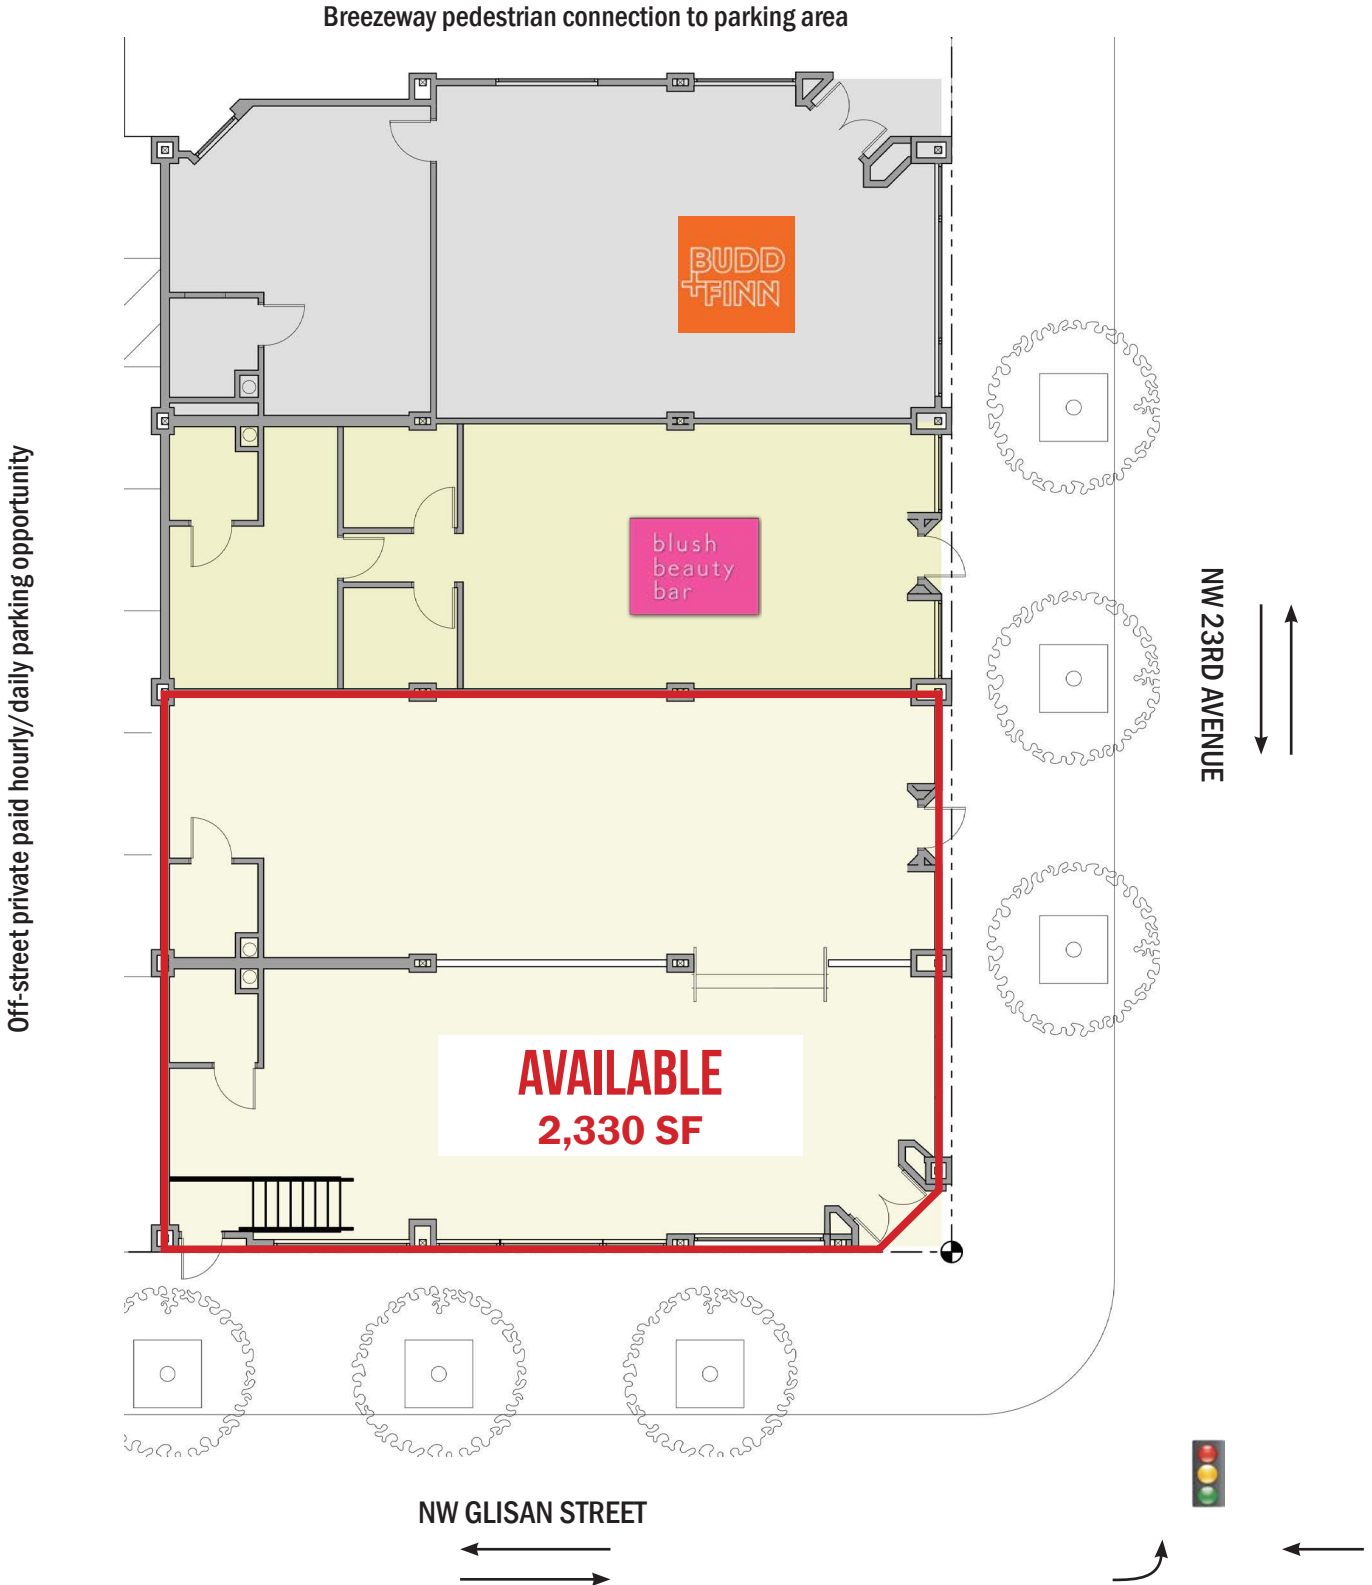 Breezeway pedestrian connection to parking area
BUDD
+FINN
Off-street private paid hourly/daily parking opportunity
blush
beauty
bar
NW 23RD AVENUE
AVAILABLE
2,330 SF
NW GLISAN STREET